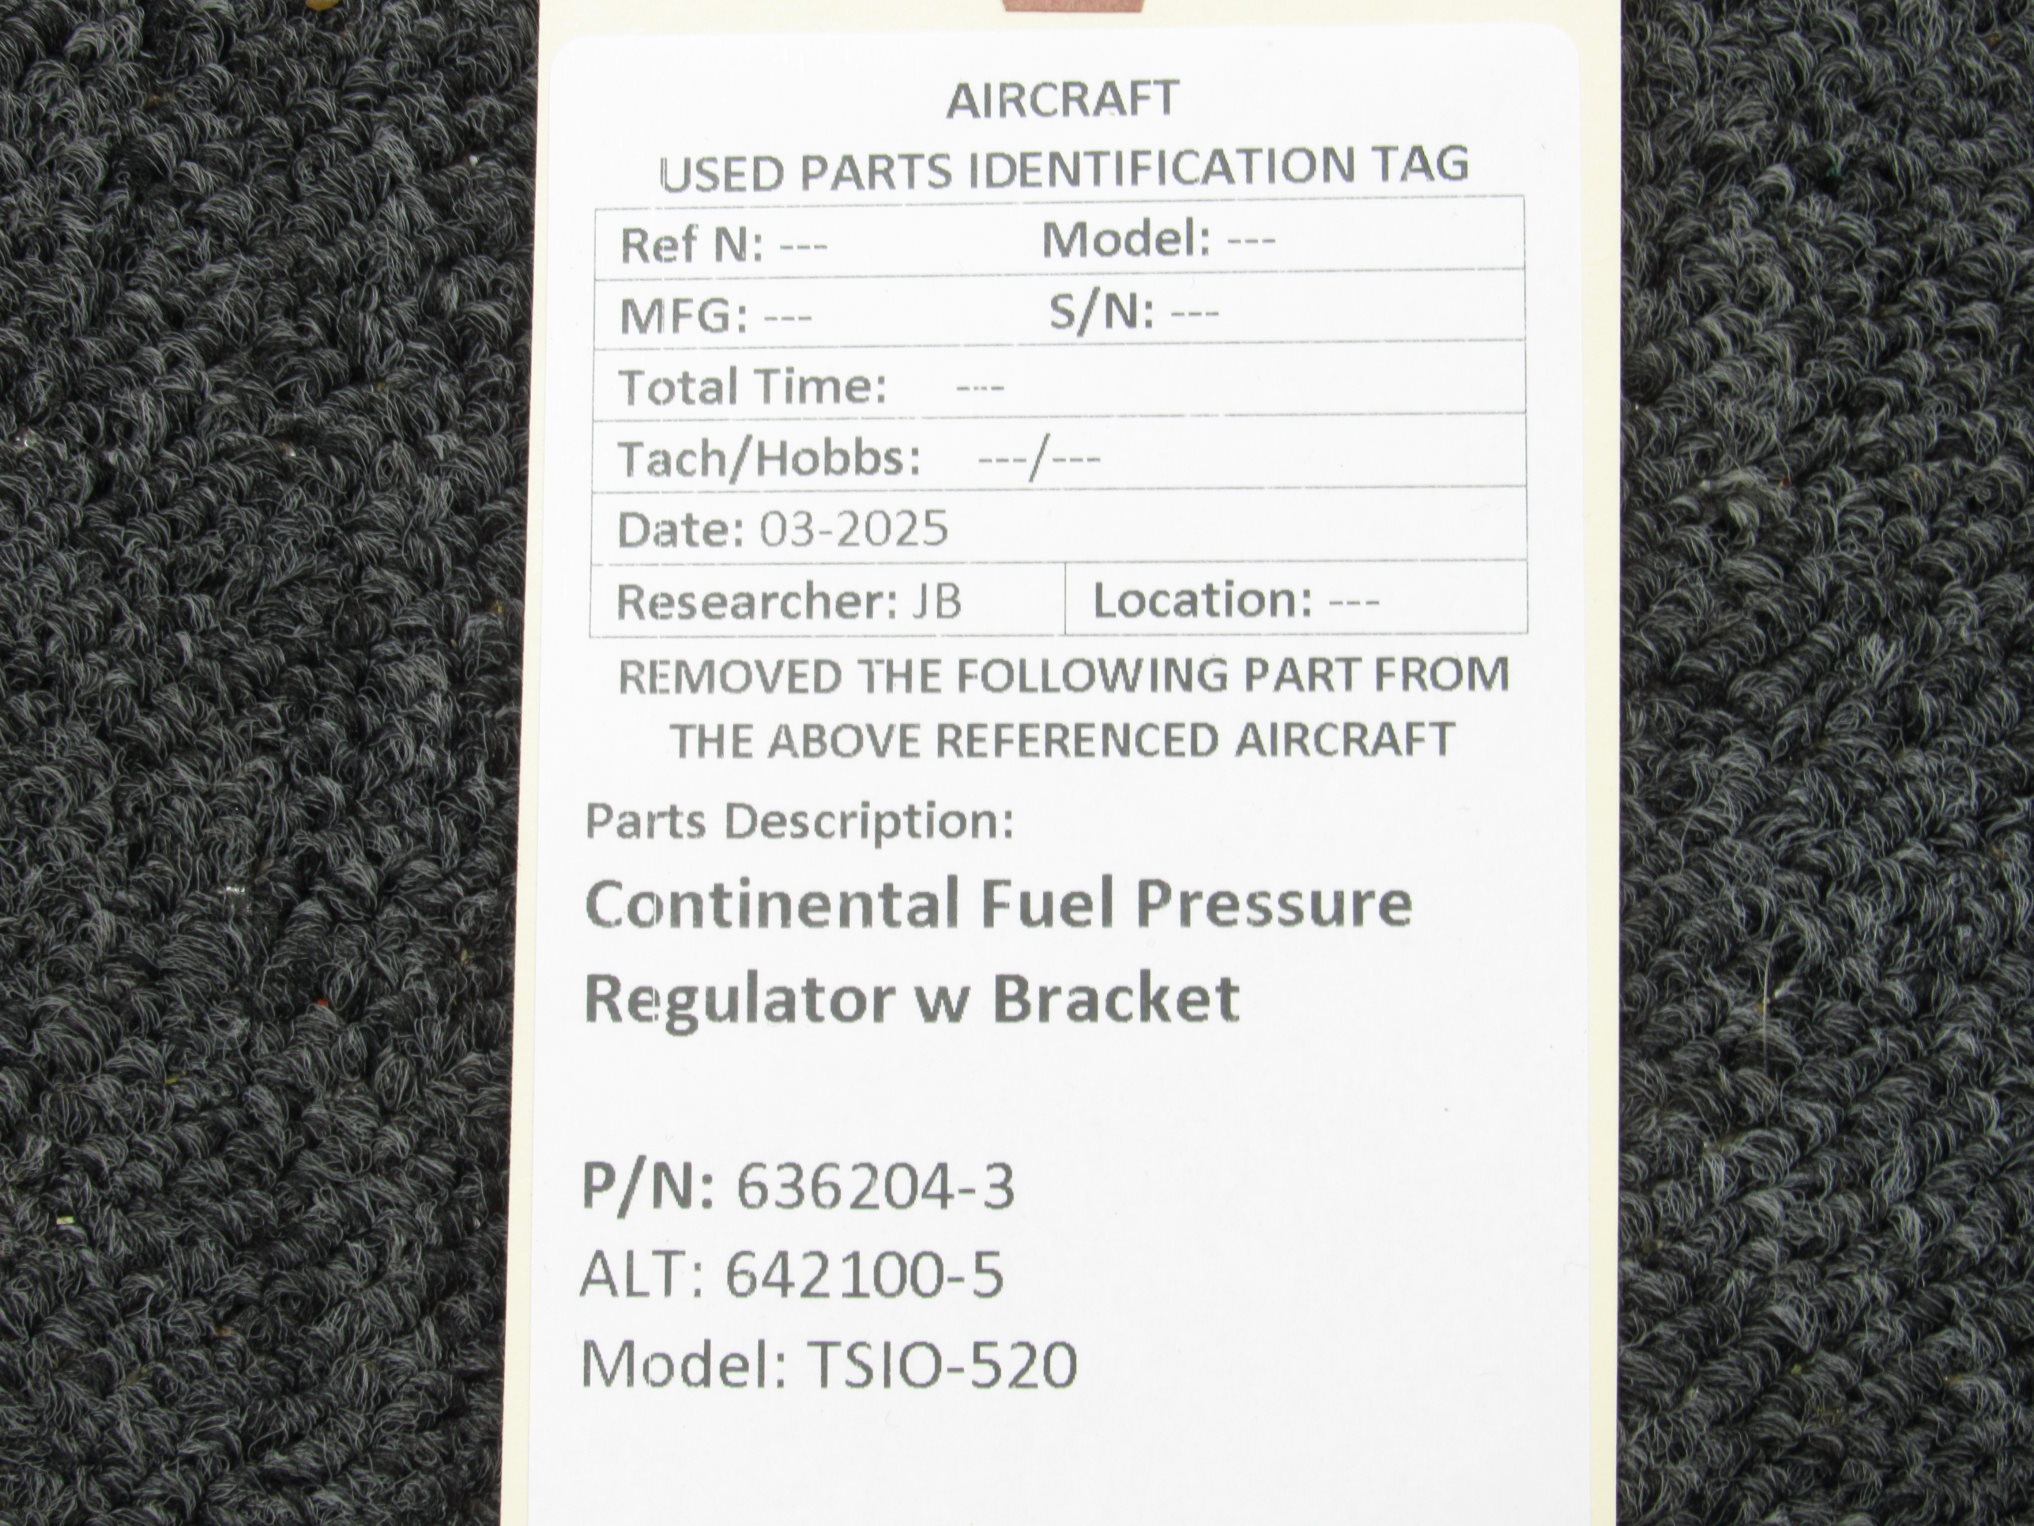 AIRCRAFT
USED PARTS IDENTIFICATION TAG
Ref N: --- Model: ---
MFG: --- S/N: ---
Total Time: ---
Tach/Hobbs: ---/---
Date: 03-2025
Researcher: JB Location: ---
REMOVED THE FOLLOWING PART FROM
THE ABOVE REFERENCED AIRCRAFT
Parts Description:
Continental Fuel Pressure
Regulator w Bracket
P/N: 636204-3
ALT: 642100-5
Model: TSIO-520